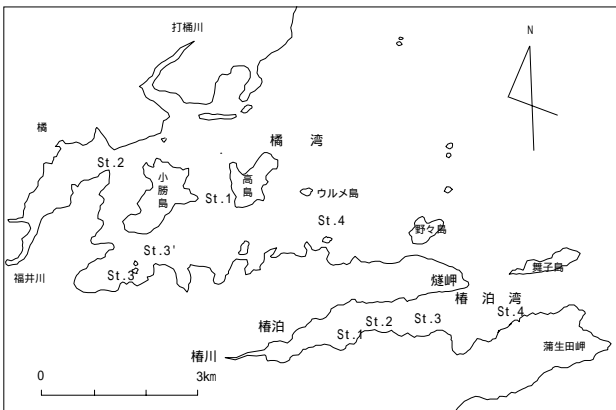 打樋川
N
橘
橘 湾
St.2
小勝島
高島
St.1
ウルメ島
St.4
野々島
St.3'
舞子島
福井川
St.3
燧岬
椿 泊 湾
St.4
椿泊
St.2
St.3
St.1
蒲生田岬
椿川
0
3km